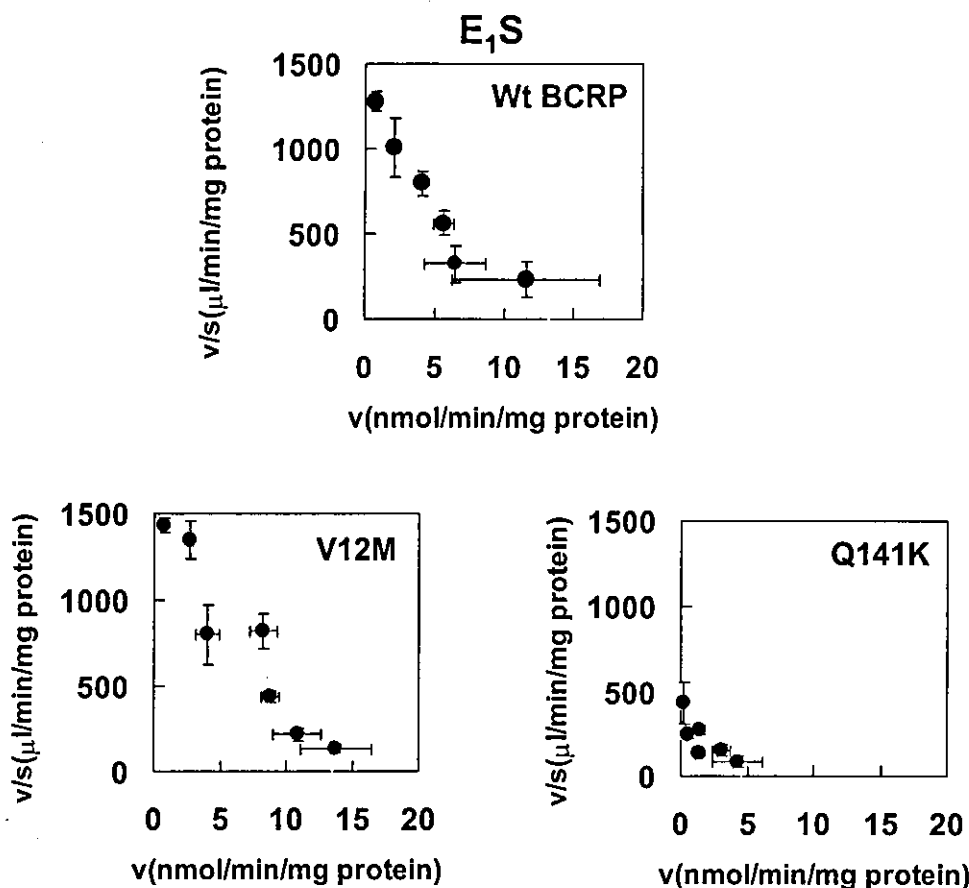 E₁S
Wt BCRP
v/s(μl/min/mg protein)
1500
1000
500
0
0 5 10 15 20
v(nmol/min/mg protein)
V12M
v/s(μl/min/mg protein)
1500
1000
500
0
0 5 10 15 20
v(nmol/min/mg protein)
Q141K
v/s(μl/min/mg protein)
1500
1000
500
0
0 5 10 15 20
v(nmol/min/mg protein)